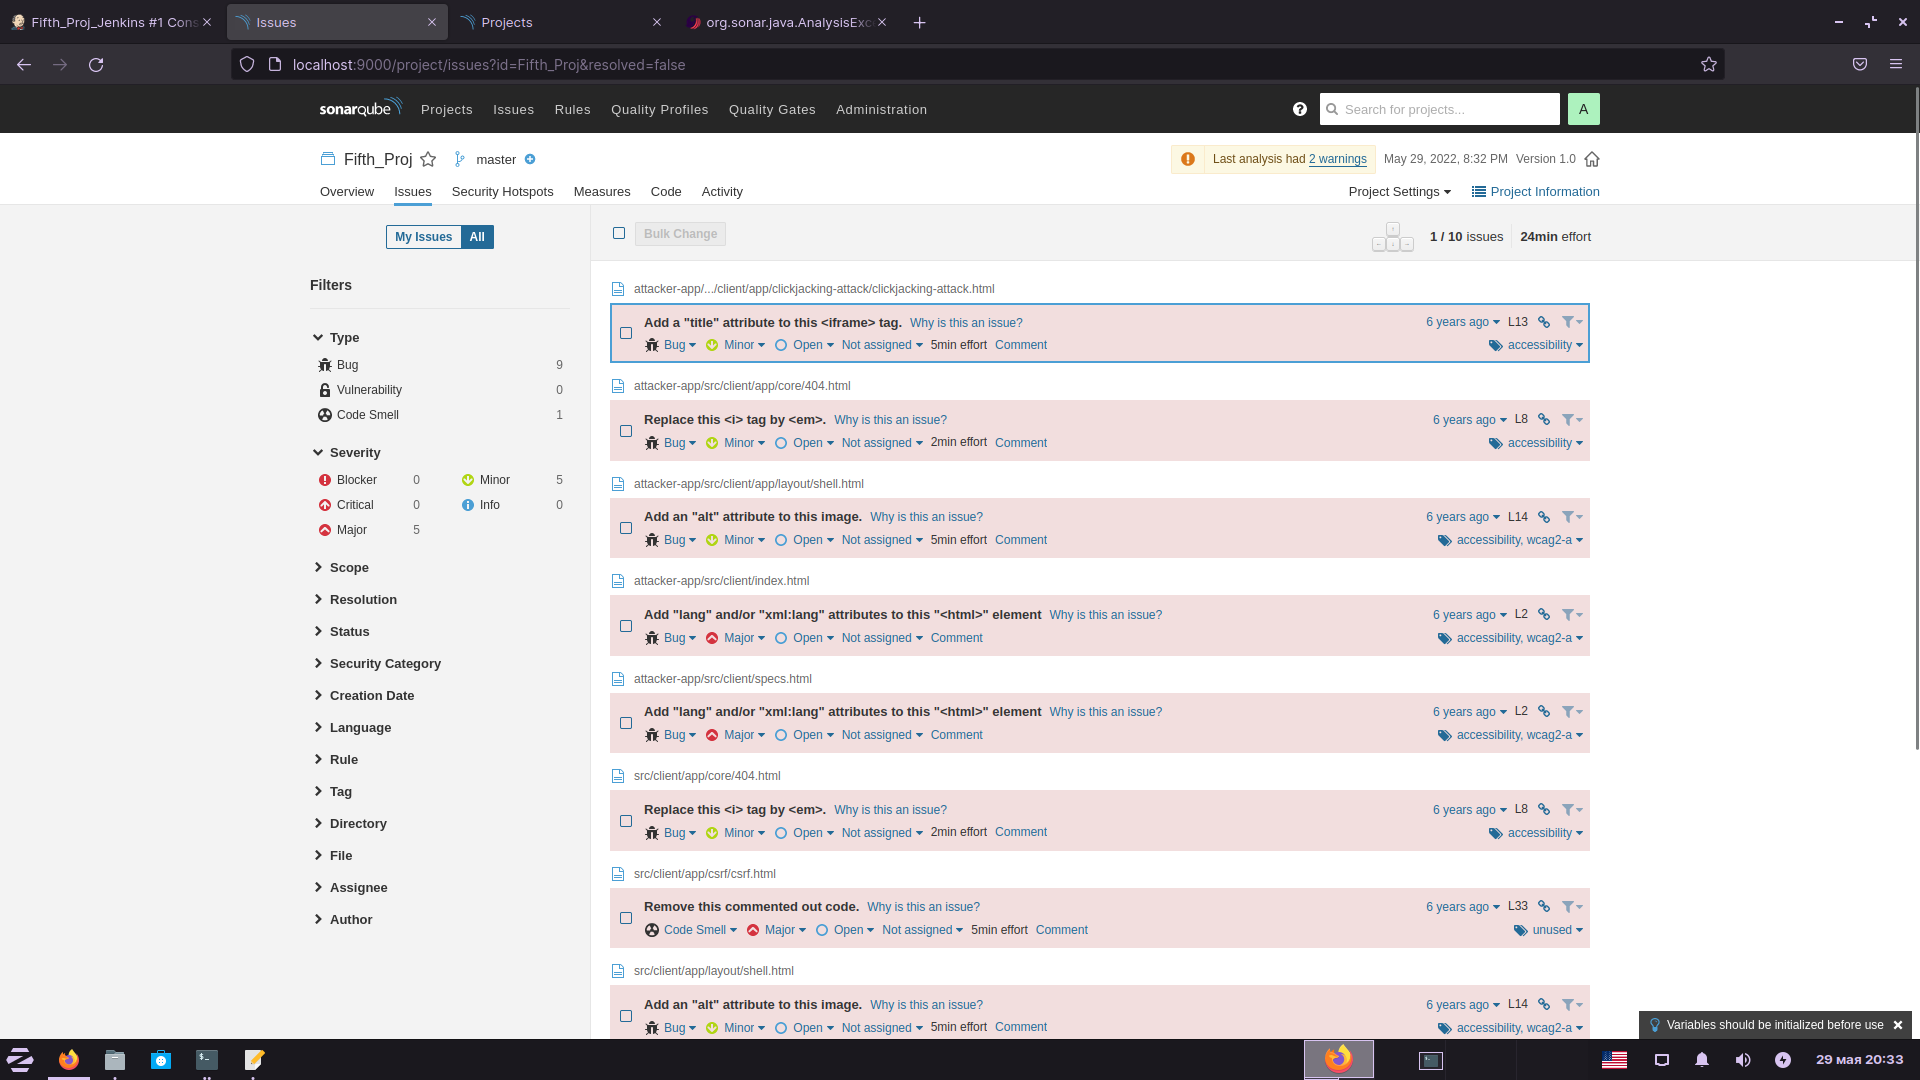 Fifth_Proj_Jenkins #1 Cons
Issues
Projects
org.sonar.java.AnalysisExc
localhost:9000/project/issues?id=Fifth_Proj&resolved=false
sonarqube
Projects
Issues
Rules
Quality Profiles
Quality Gates
Administration
Search for projects...
A
Fifth_Proj
master
Last analysis had 2 warnings
May 29, 2022, 8:32 PM
Version 1.0
Overview
Issues
Security Hotspots
Measures
Code
Activity
Project Settings
Project Information
My Issues
All
Bulk Change
1 / 10 issues
24min effort
Filters
Type
Bug 9
Vulnerability 0
Code Smell 1
Severity
Blocker 0
Minor 5
Critical 0
Info 0
Major 5
Scope
Resolution
Status
Security Category
Creation Date
Language
Rule
Tag
Directory
File
Assignee
Author
attacker-app/.../client/app/clickjacking-attack/clickjacking-attack.html
Add a "title" attribute to this <iframe> tag. Why is this an issue? 6 years ago L13
Bug Minor Open Not assigned 5min effort Comment accessibility
attacker-app/src/client/app/core/404.html
Replace this <i> tag by <em>. Why is this an issue? 6 years ago L8
Bug Minor Open Not assigned 2min effort Comment accessibility
attacker-app/src/client/app/layout/shell.html
Add an "alt" attribute to this image. Why is this an issue? 6 years ago L14
Bug Minor Open Not assigned 5min effort Comment accessibility, wcag2-a
attacker-app/src/client/index.html
Add "lang" and/or "xml:lang" attributes to this "<html>" element Why is this an issue? 6 years ago L2
Bug Major Open Not assigned Comment accessibility, wcag2-a
attacker-app/src/client/specs.html
Add "lang" and/or "xml:lang" attributes to this "<html>" element Why is this an issue? 6 years ago L2
Bug Major Open Not assigned Comment accessibility, wcag2-a
src/client/app/core/404.html
Replace this <i> tag by <em>. Why is this an issue? 6 years ago L8
Bug Minor Open Not assigned 2min effort Comment accessibility
src/client/app/csrf/csrf.html
Remove this commented out code. Why is this an issue? 6 years ago L33
Code Smell Major Open Not assigned 5min effort Comment unused
src/client/app/layout/shell.html
Add an "alt" attribute to this image. Why is this an issue? 6 years ago L14
Bug Minor Open Not assigned 5min effort Comment accessibility, wcag2-a
Variables should be initialized before use
29 мая 20:33